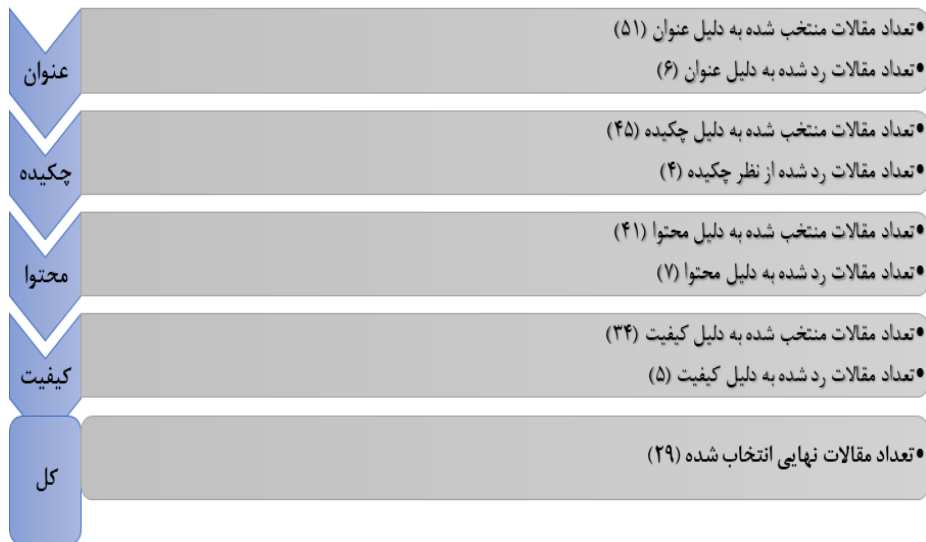 عنوان
•تعداد مقالات منتخب شده به دلیل عنوان (۵۱)
•تعداد مقالات رد شده به دلیل عنوان (۶)
چکیده
•تعداد مقالات منتخب شده به دلیل چکیده (۴۵)
•تعداد مقالات رد شده از نظر چکیده (۴)
محتوا
•تعداد مقالات منتخب شده به دلیل محتوا (۴۱)
•تعداد مقالات رد شده به دلیل محتوا (۷)
کیفیت
•تعداد مقالات منتخب شده به دلیل کیفیت (۳۴)
•تعداد مقالات رد شده به دلیل کیفیت (۵)
کل
•تعداد مقالات نهایی انتخاب شده (۲۹)